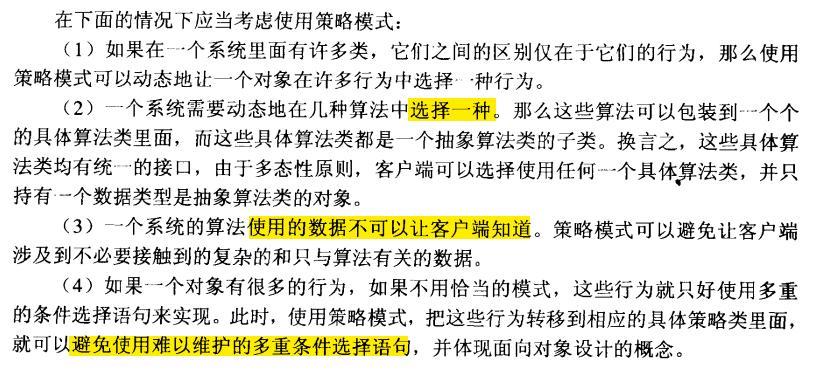 在下面的情况下应当考虑使用策略模式：
（1）如果在一个系统里面有许多类，它们之间的区别仅在于它们的行为，那么使用
策略模式可以动态地让一个对象在许多行为中选择一种行为。
（2）一个系统需要动态地在几种算法中选择一种。那么这些算法可以包装到一个个
的具体算法类里面，而这些具体算法类都是一个抽象算法类的子类。换言之，这些具体算
法类均有统一的接口，由于多态性原则，客户端可以选择使用任何一个具体算法类，并只
持有一个数据类型是抽象算法类的对象。
（3）一个系统的算法使用的数据不可以让客户端知道。策略模式可以避免让客户端
涉及到不必要接触到的复杂的和只与算法有关的数据。
（4）如果一个对象有很多的行为，如果不用恰当的模式，这些行为就只好使用多重
的条件选择语句来实现。此时，使用策略模式，把这些行为转移到相应的具体策略类里面，
就可以避免使用难以维护的多重条件选择语句，并体现面向对象设计的概念。